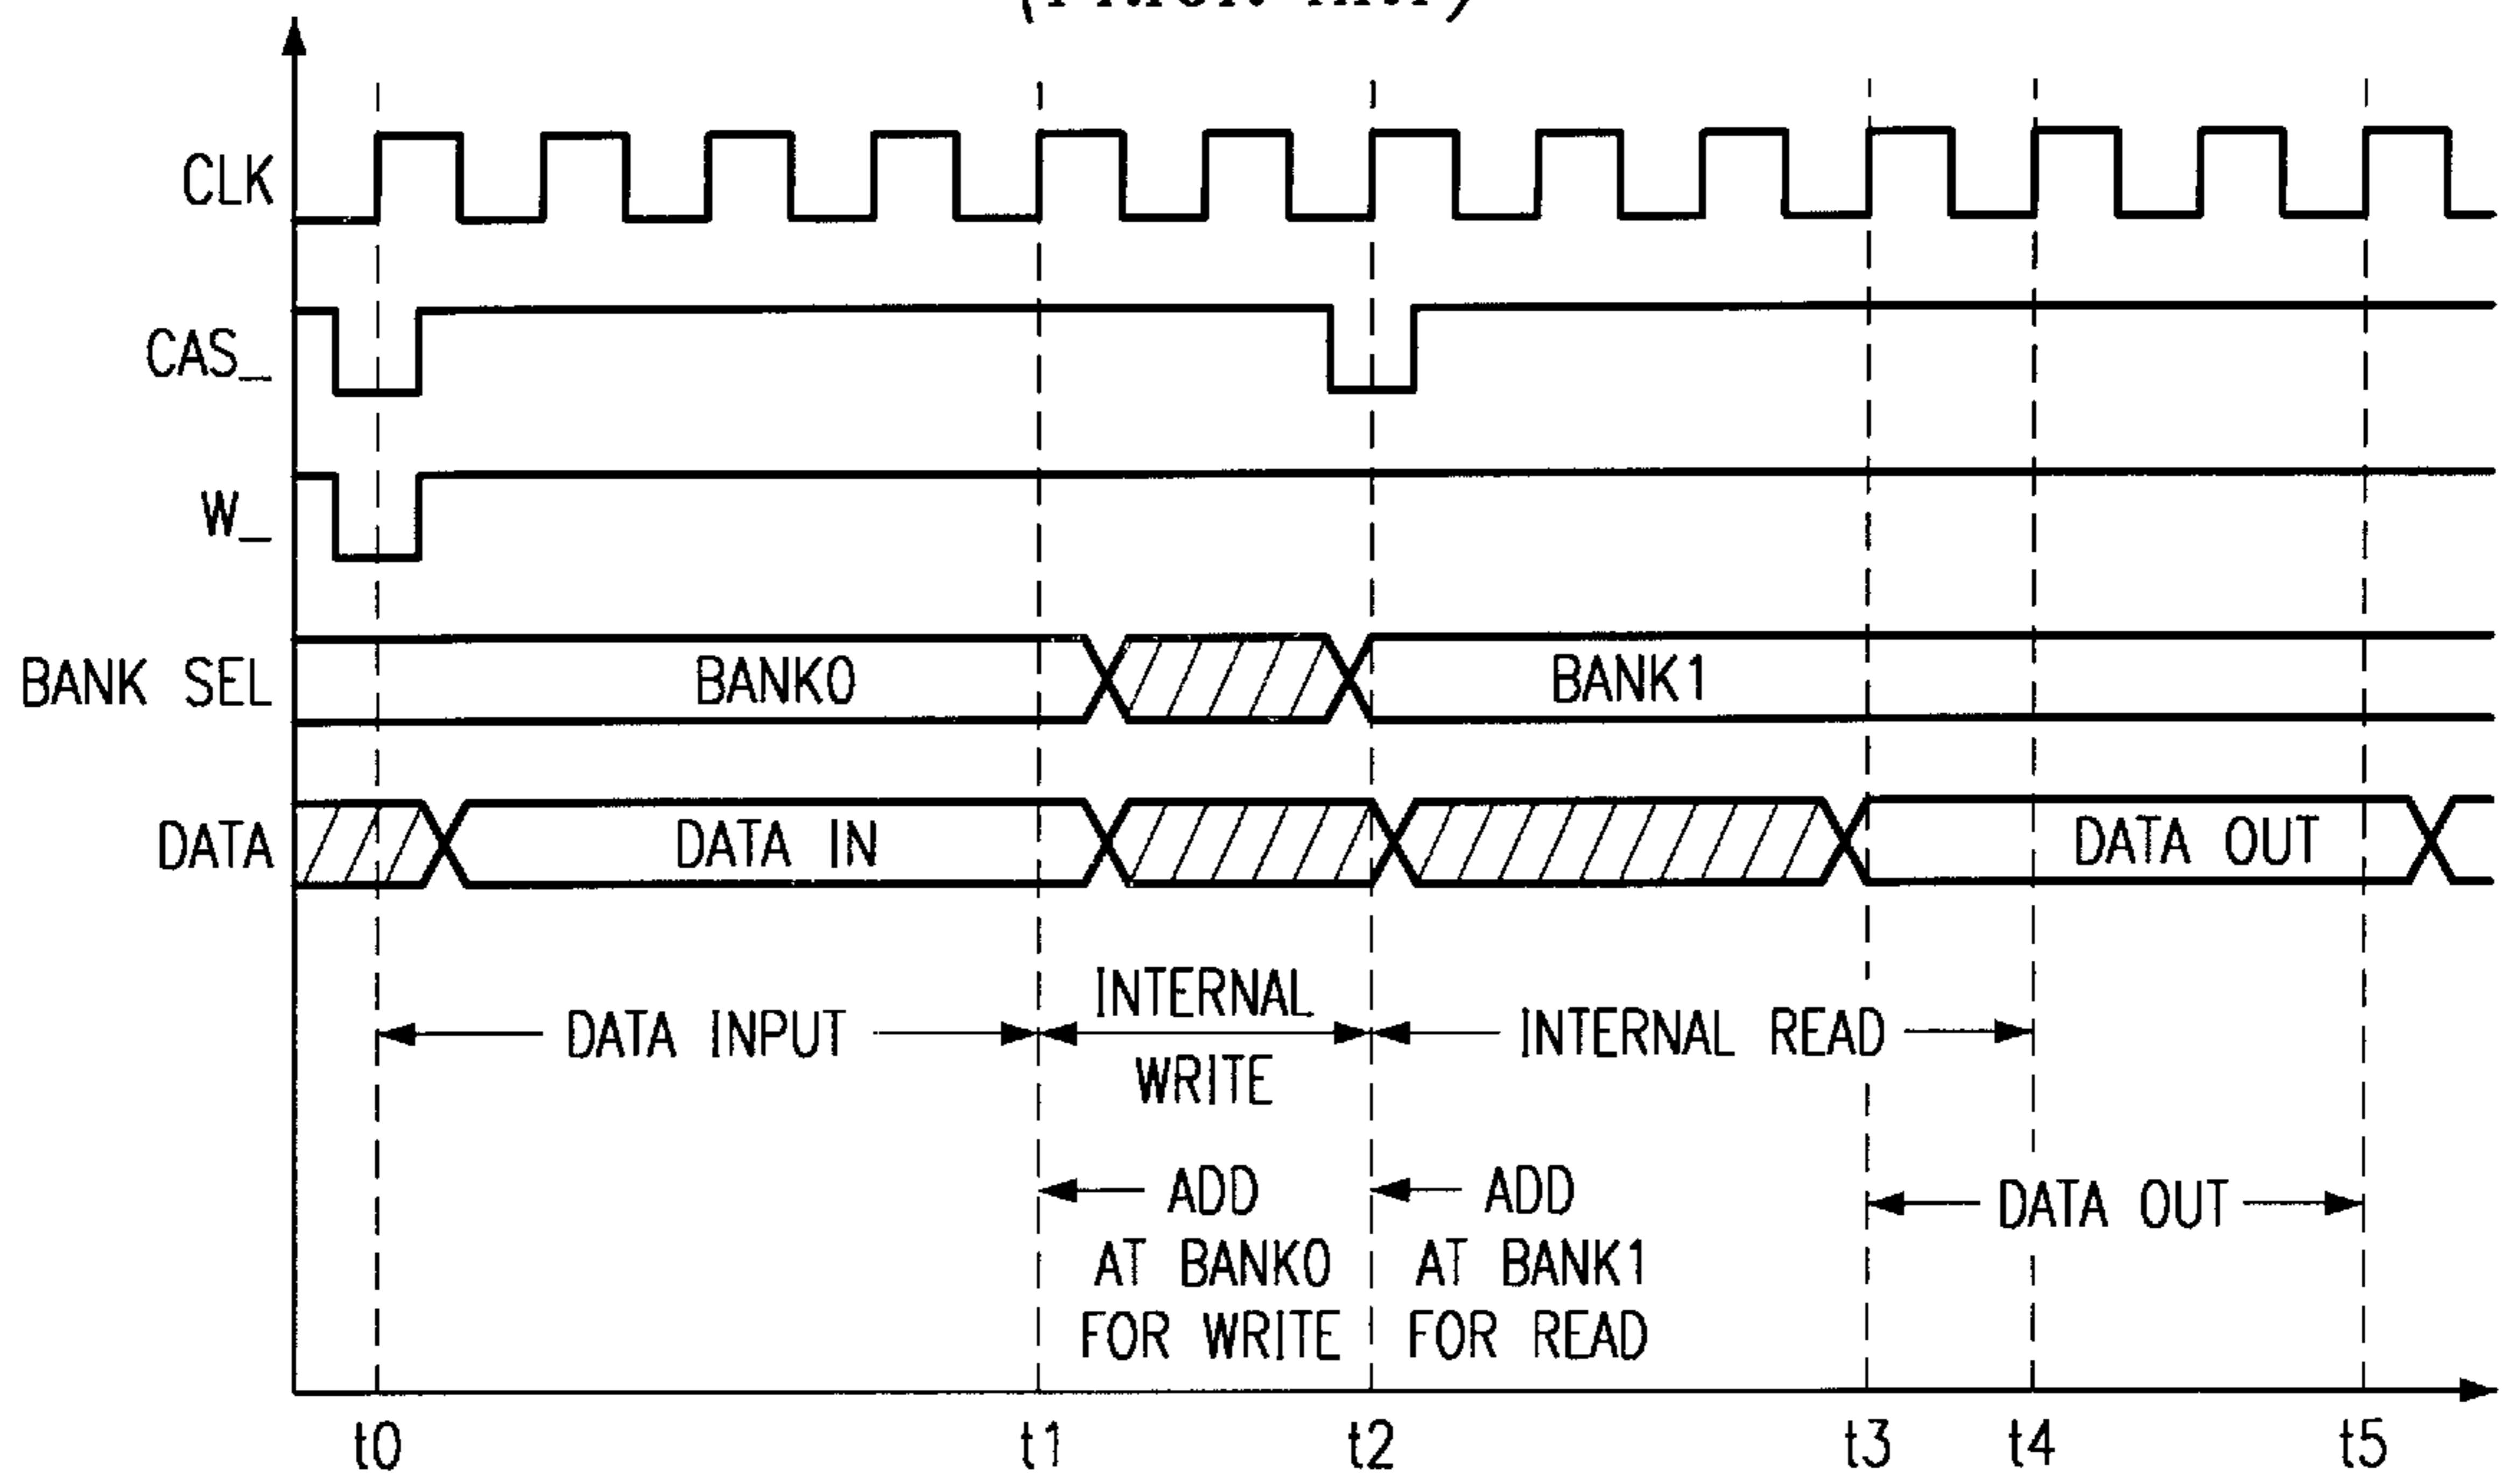 CLK
CAS_
W_
BANK SEL
BANK0
BANK1
DATA
DATA IN
DATA OUT
DATA INPUT
INTERNAL
WRITE
INTERNAL READ
ADD
AT BANK0
FOR WRITE
ADD
AT BANK1
FOR READ
DATA OUT
t0
t1
t2
t3
t4
t5